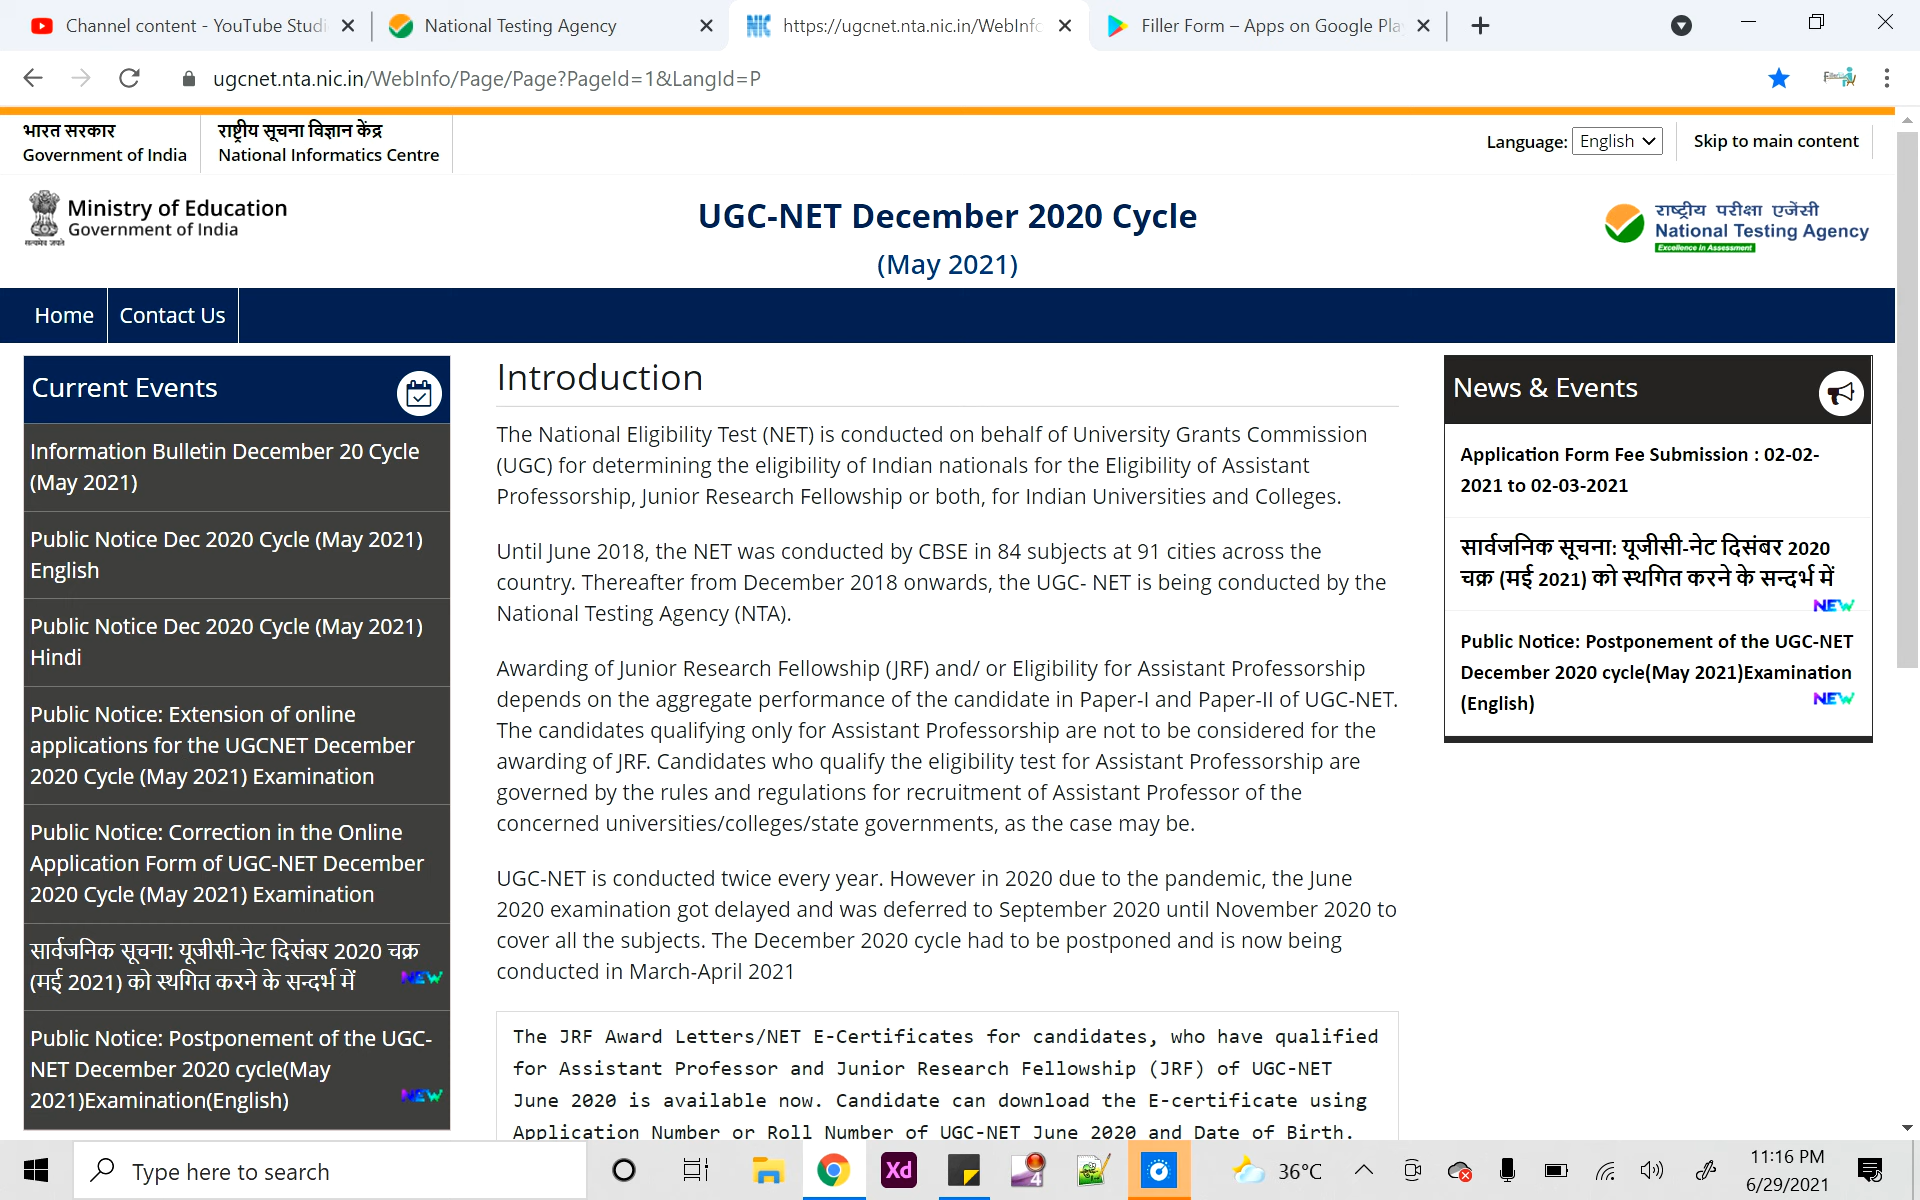 Channel content - YouTube Studi
National Testing Agency
https://ugcnet.nta.nic.in/WebInfo
Filler Form – Apps on Google Pla
ugcnet.nta.nic.in/WebInfo/Page/Page?PageId=1&LangId=P
भारत सरकार
Government of India
राष्ट्रीय सूचना विज्ञान केंद्र
National Informatics Centre
Language: English
Skip to main content
सत्यमेव जयते
Ministry of Education
Government of India
UGC-NET December 2020 Cycle
(May 2021)
राष्ट्रीय परीक्षा एजेंसी
National Testing Agency
Excellence in Assessment
Home
Contact Us
Current Events
Information Bulletin December 20 Cycle
(May 2021)
Public Notice Dec 2020 Cycle (May 2021)
English
Public Notice Dec 2020 Cycle (May 2021)
Hindi
Public Notice: Extension of online
applications for the UGCNET December
2020 Cycle (May 2021) Examination
Public Notice: Correction in the Online
Application Form of UGC-NET December
2020 Cycle (May 2021) Examination
सार्वजनिक सूचना: यूजीसी-नेट दिसंबर 2020 चक्र
(मई 2021) को स्थगित करने के सन्दर्भ में NEW
Public Notice: Postponement of the UGC-
NET December 2020 cycle(May
2021)Examination(English) NEW
Introduction
The National Eligibility Test (NET) is conducted on behalf of University Grants Commission
(UGC) for determining the eligibility of Indian nationals for the Eligibility of Assistant
Professorship, Junior Research Fellowship or both, for Indian Universities and Colleges.
Until June 2018, the NET was conducted by CBSE in 84 subjects at 91 cities across the
country. Thereafter from December 2018 onwards, the UGC- NET is being conducted by the
National Testing Agency (NTA).
Awarding of Junior Research Fellowship (JRF) and/ or Eligibility for Assistant Professorship
depends on the aggregate performance of the candidate in Paper-I and Paper-II of UGC-NET.
The candidates qualifying only for Assistant Professorship are not to be considered for the
awarding of JRF. Candidates who qualify the eligibility test for Assistant Professorship are
governed by the rules and regulations for recruitment of Assistant Professor of the
concerned universities/colleges/state governments, as the case may be.
UGC-NET is conducted twice every year. However in 2020 due to the pandemic, the June
2020 examination got delayed and was deferred to September 2020 until November 2020 to
cover all the subjects. The December 2020 cycle had to be postponed and is now being
conducted in March-April 2021
The JRF Award Letters/NET E-Certificates for candidates, who have qualified
for Assistant Professor and Junior Research Fellowship (JRF) of UGC-NET
June 2020 is available now. Candidate can download the E-certificate using
Application Number or Roll Number of UGC-NET June 2020 and Date of Birth.
News & Events
Application Form Fee Submission : 02-02-
2021 to 02-03-2021
सार्वजनिक सूचना: यूजीसी-नेट दिसंबर 2020
चक्र (मई 2021) को स्थगित करने के सन्दर्भ में
NEW
Public Notice: Postponement of the UGC-NET
December 2020 cycle(May 2021)Examination
(English) NEW
Type here to search
Xd
4
36°C
11:16 PM
6/29/2021